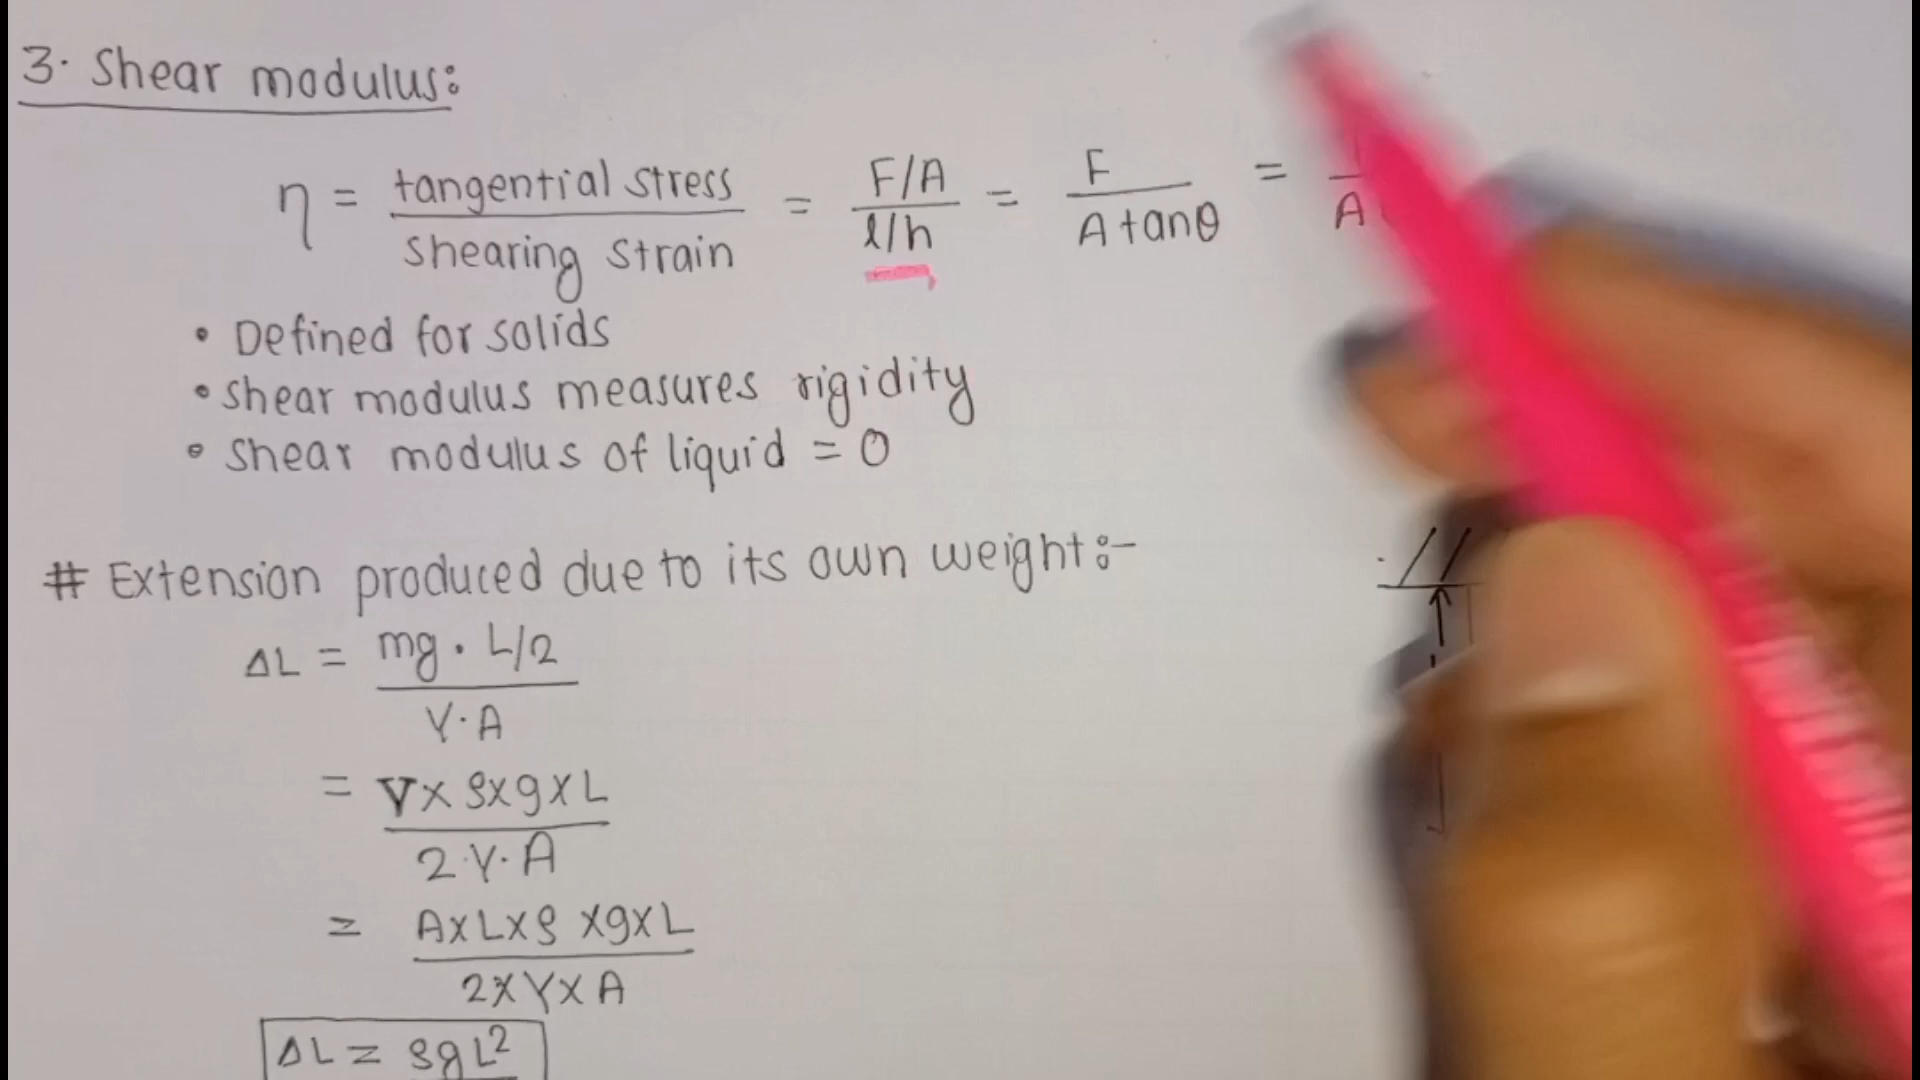 3. Shear modulus:
η = tangential stress / shearing strain = F/A / l/h = F / A tanθ = / A
• Defined for solids
• shear modulus measures rigidity
• shear modulus of liquid = 0
# Extension produced due to its own weight:-
ΔL = mg · L/2 / Y·A
= V × ρ × g × L / 2·Y·A
= A × L × ρ × g × L / 2 × Y × A
ΔL = ρgL²